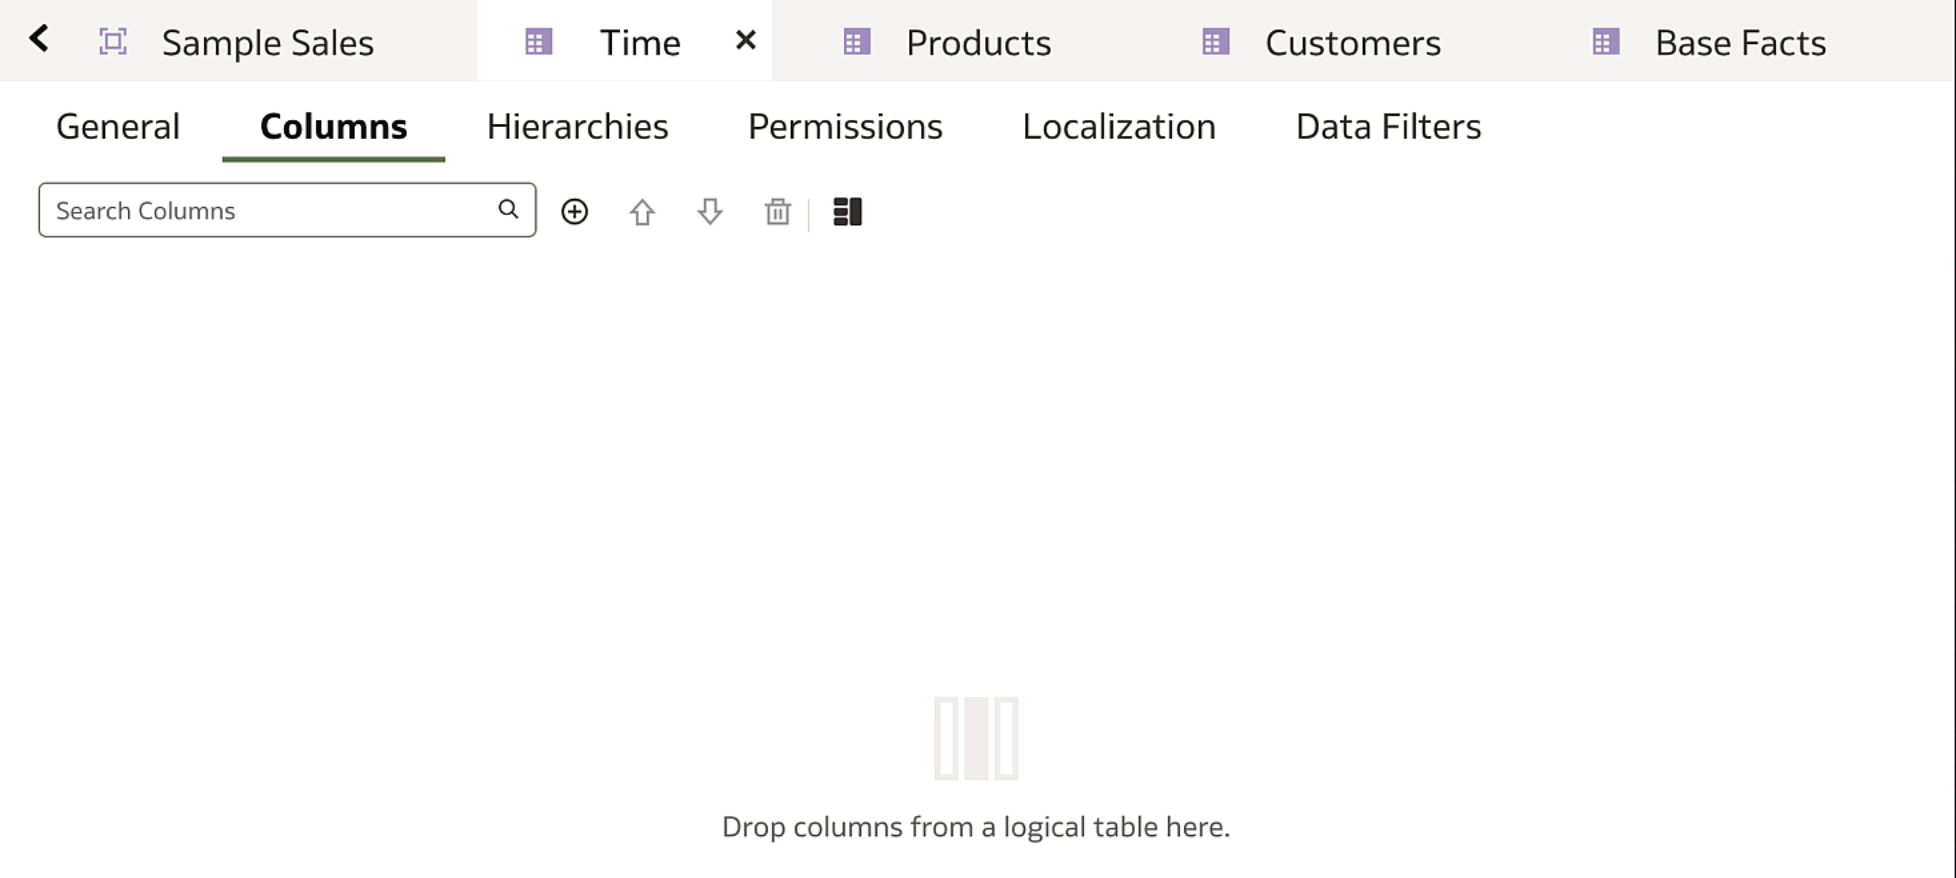 Sample Sales Time Products Customers Base Facts
General Columns Hierarchies Permissions Localization Data Filters
Search Columns
Drop columns from a logical table here.